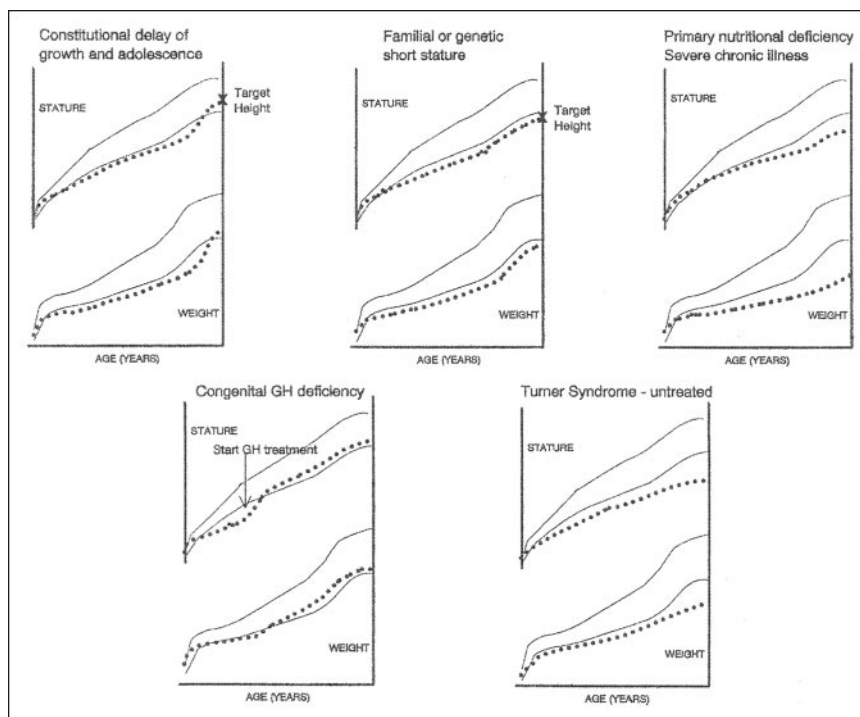 Constitutional delay of
growth and adolescence
STATURE
Target
Height
WEIGHT
AGE (YEARS)
Familial or genetic
short stature
Target
Height
AGE (YEARS)
Primary nutritional deficiency
Severe chronic illness
STATURE
WEIGHT
AGE (YEARS)
Congenital GH deficiency
STATURE
Start GH treatment
WEIGHT
AGE (YEARS)
Turner Syndrome - untreated
STATURE
WEIGHT
AGE (YEARS)